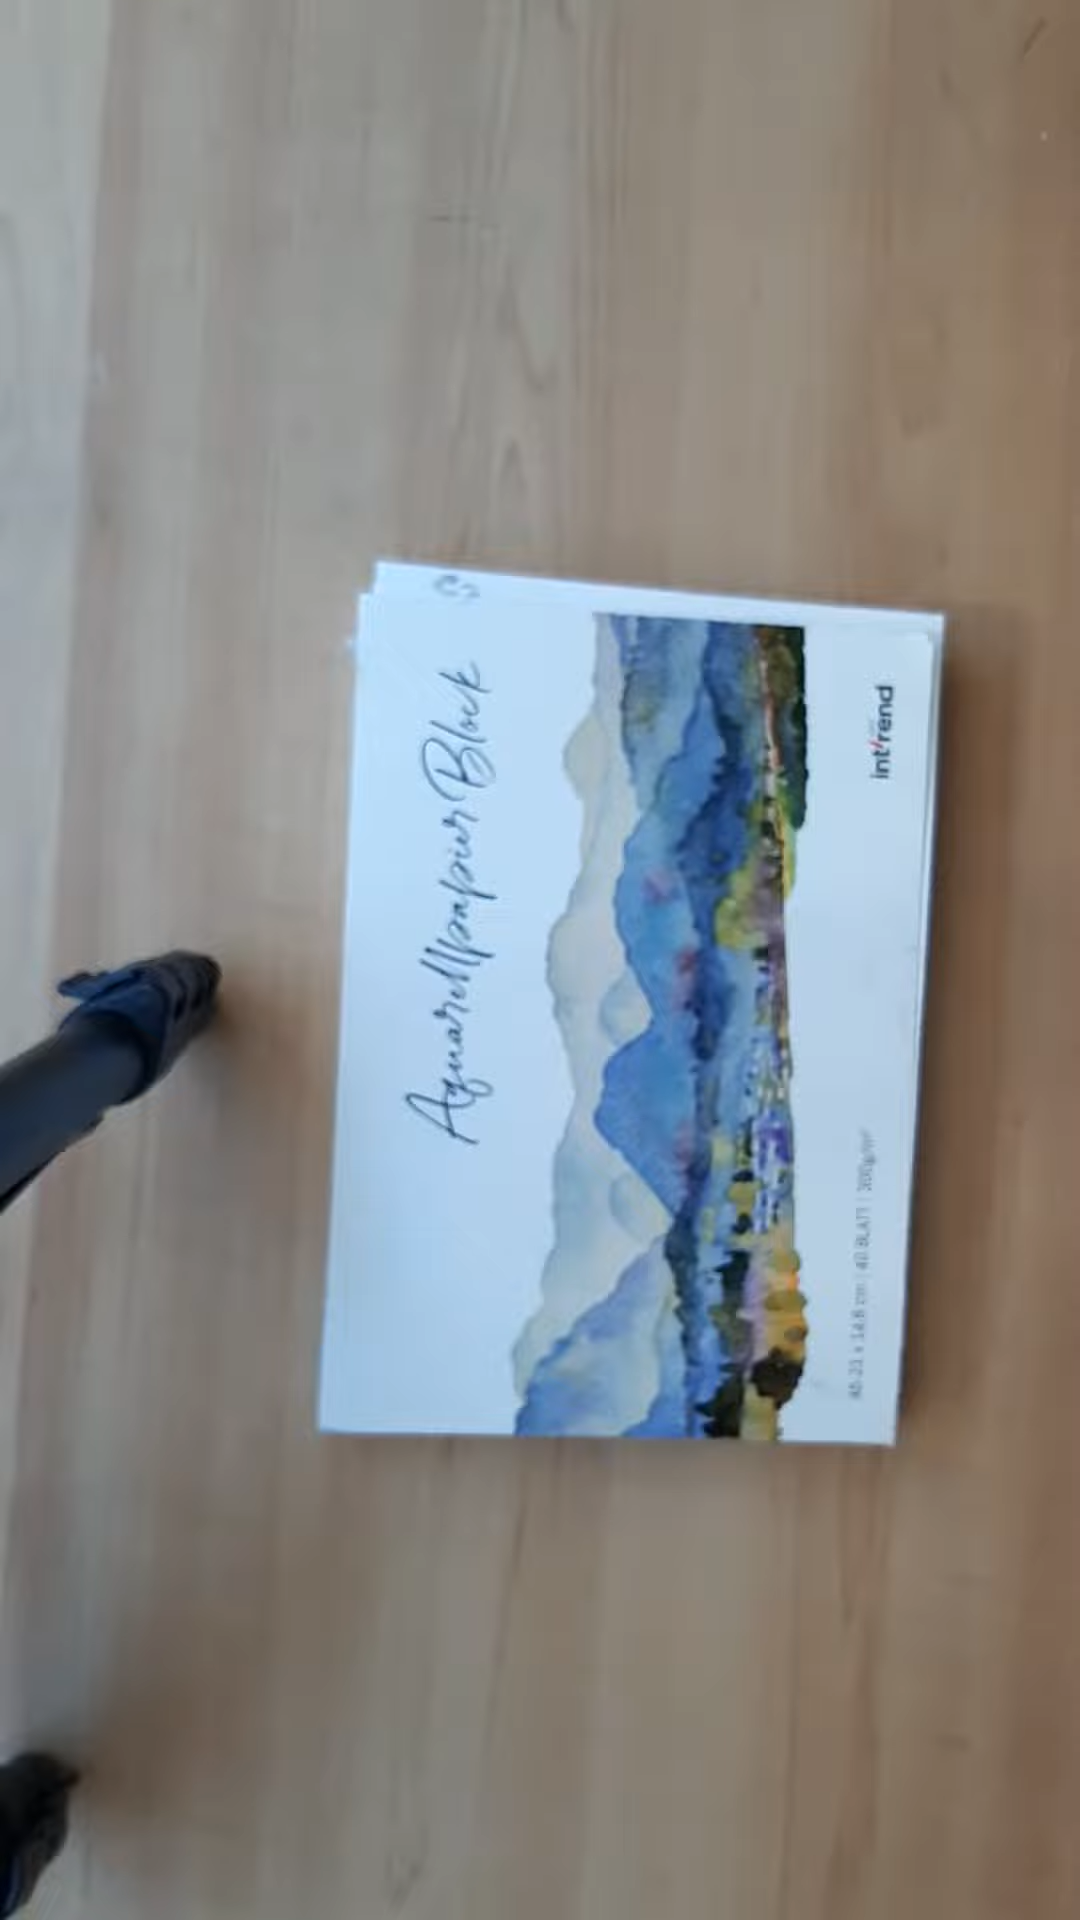 Aquarellpapier Block
int'rend
A5: 21 x 14.8 cm | 40 BLATT | 300g/m²